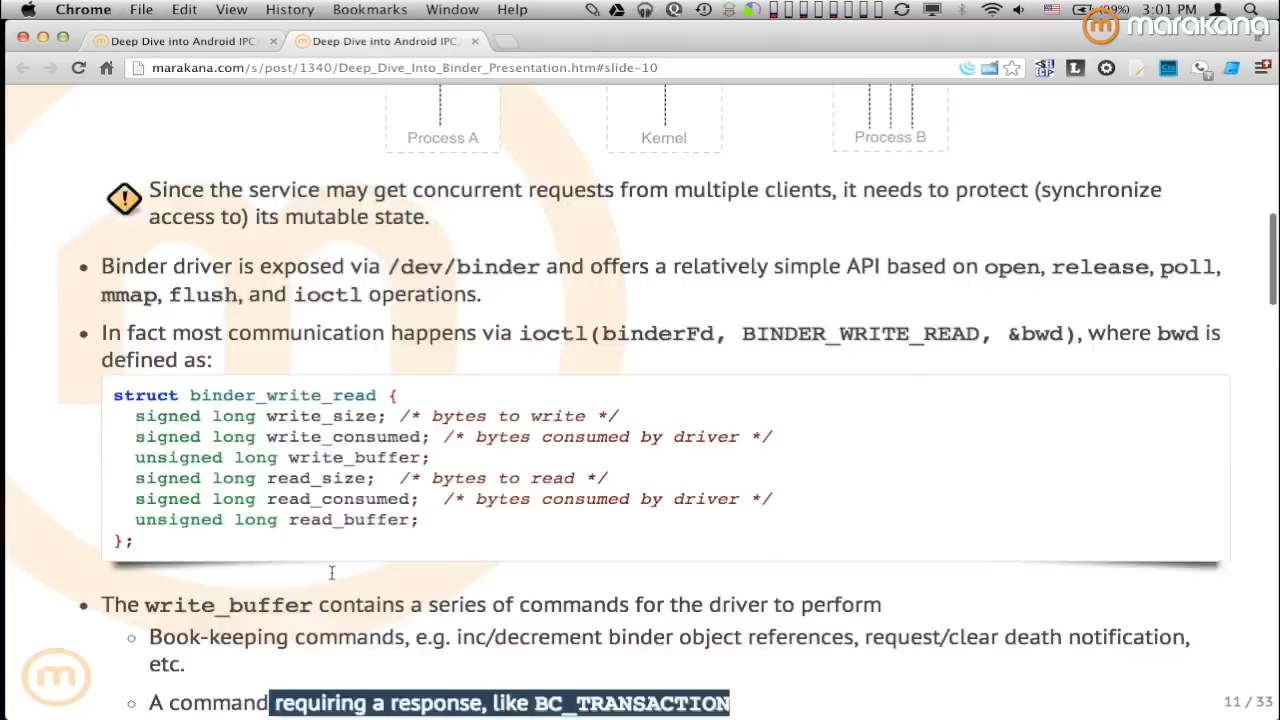 Chrome File Edit View History Bookmarks Window Help (99%) 3:01 PM
marakana
Deep Dive into Android IPC/ × Deep Dive into Android IPC/ ×
marakana.com/s/post/1340/Deep_Dive_Into_Binder_Presentation.htm#slide-10
Process A Kernel Process B
Since the service may get concurrent requests from multiple clients, it needs to protect (synchronize
access to) its mutable state.
• Binder driver is exposed via /dev/binder and offers a relatively simple API based on open, release, poll,
mmap, flush, and ioctl operations.
• In fact most communication happens via ioctl(binderFd, BINDER_WRITE_READ, &bwd), where bwd is
defined as:
struct binder_write_read {
signed long write_size; /* bytes to write */
signed long write_consumed; /* bytes consumed by driver */
unsigned long write_buffer;
signed long read_size; /* bytes to read */
signed long read_consumed; /* bytes consumed by driver */
unsigned long read_buffer;
};
• The write_buffer contains a series of commands for the driver to perform
◦ Book-keeping commands, e.g. inc/decrement binder object references, request/clear death notification,
etc.
◦ A command requiring a response, like BC_TRANSACTION
11 / 33